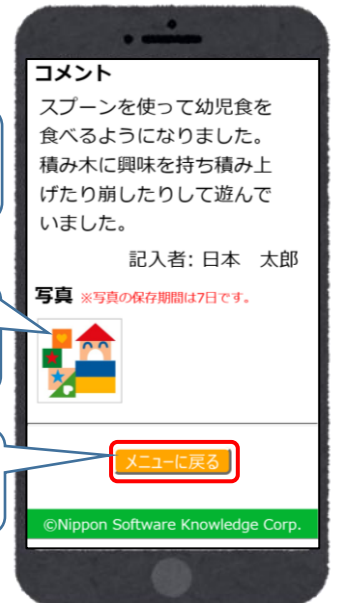 コメント
スプーンを使って幼児食を
食べるようになりました。
積み木に興味を持ち積み上
げたり崩したりして遊んで
いました。
記入者: 日本　太郎
写真 ※写真の保存期間は7日です。
メニューに戻る
©Nippon Software Knowledge Corp.